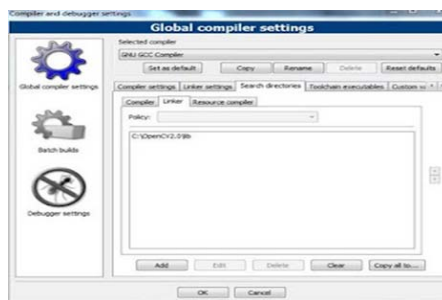 Compiler and debugger settings
Global compiler settings
Selected compiler
GNU GCC Compiler
Set as default Copy Rename Delete Reset defaults
Global compiler settings
Compiler settings Linker settings Search directories Toolchain executables Custom
Compiler Linker Resource compiler
Policy:
C:\OpenCV2.0\lib
Batch builds
Debugger settings
Add Edit Delete Clear Copy all to...
OK Cancel